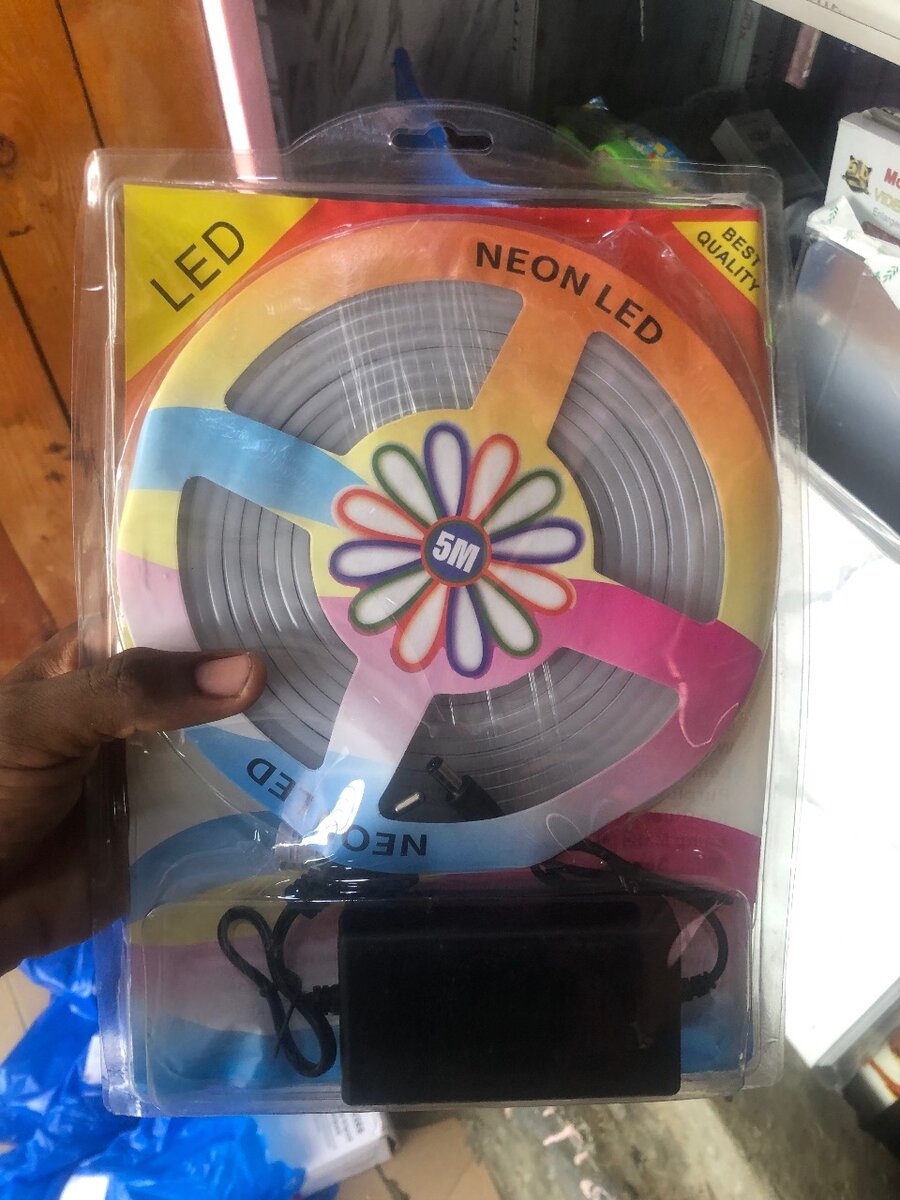 LED
NEON LED
BEST
QUALITY
5M
NEON LED